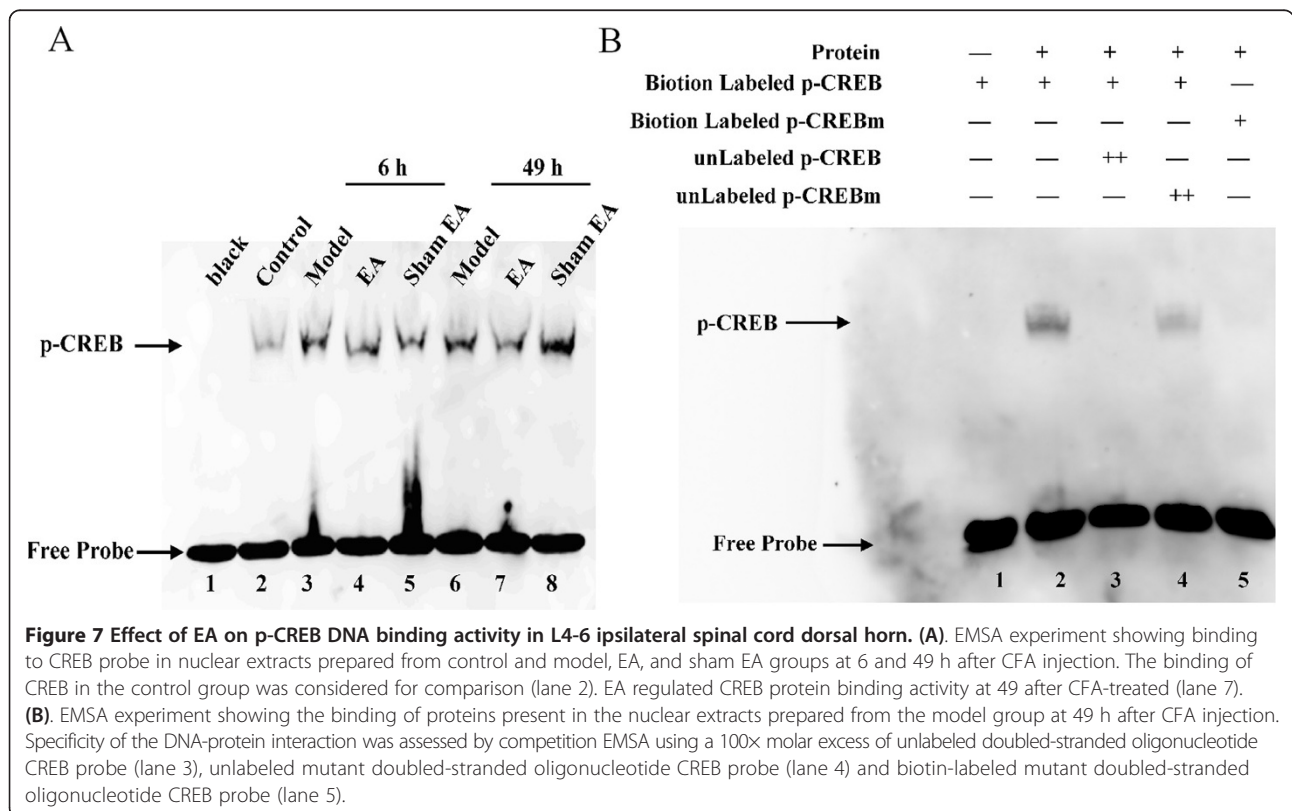 A
B
Protein — + + + +
Biotion Labeled p-CREB + + + + —
Biotion Labeled p-CREBm — — — — +
unLabeled p-CREB — — ++ — —
unLabeled p-CREBm — — — ++ —
6 h 49 h
black Control Model EA Sham EA Model EA Sham EA
p-CREB
Free Probe
1 2 3 4 5 6 7 8
p-CREB
Free Probe
1 2 3 4 5
Figure 7 Effect of EA on p-CREB DNA binding activity in L4-6 ipsilateral spinal cord dorsal horn. (A). EMSA experiment showing binding
to CREB probe in nuclear extracts prepared from control and model, EA, and sham EA groups at 6 and 49 h after CFA injection. The binding of
CREB in the control group was considered for comparison (lane 2). EA regulated CREB protein binding activity at 49 after CFA-treated (lane 7).
(B). EMSA experiment showing the binding of proteins present in the nuclear extracts prepared from the model group at 49 h after CFA injection.
Specificity of the DNA-protein interaction was assessed by competition EMSA using a 100× molar excess of unlabeled doubled-stranded oligonucleotide
CREB probe (lane 3), unlabeled mutant doubled-stranded oligonucleotide CREB probe (lane 4) and biotin-labeled mutant doubled-stranded
oligonucleotide CREB probe (lane 5).